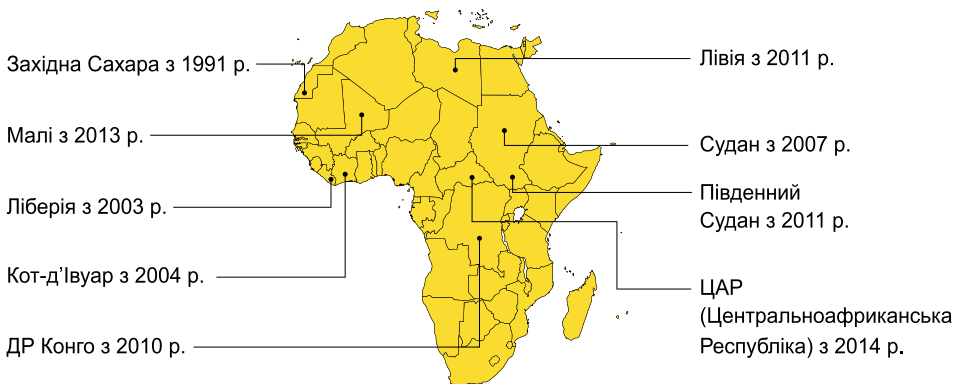 Західна Сахара з 1991 р.
Малі з 2013 р.
Ліберія з 2003 р.
Кот-д’Івуар з 2004 р.
ДР Конго з 2010 р.
Лівія з 2011 р.
Судан з 2007 р.
Південний
Судан з 2011 р.
ЦАР
(Центральноафриканська
Республіка) з 2014 р.